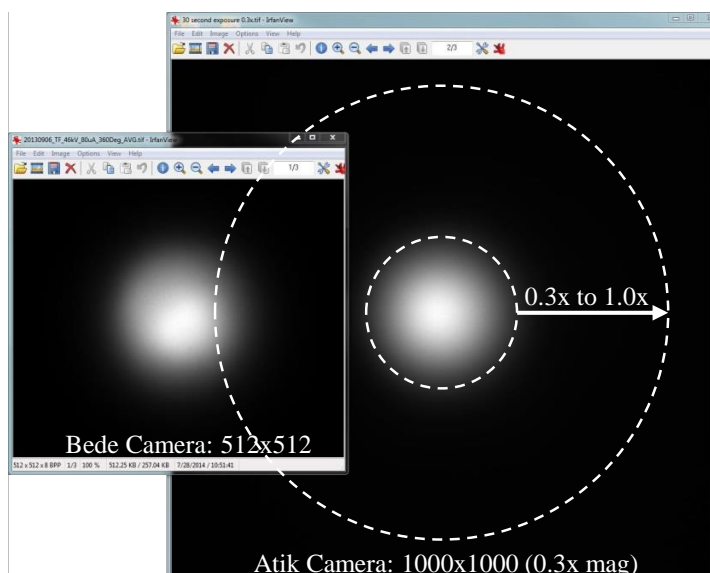 30 second exposure 0.3x.tif - IrfanView
File Edit Image Options View Help
2/3
20130906_TF_46kV_80uA_360Deg_AVG.tif - IrfanView
File Edit Image Options View Help
1/3
0.3x to 1.0x
Bede Camera: 512x512
512 x 512 x 8 BPP 1/3 100 % 512.25 KB / 257.04 KB 7/28/2014 / 10:51:41
Atik Camera: 1000x1000 (0.3x mag)